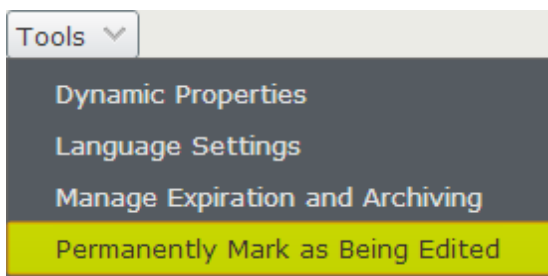 Tools
Dynamic Properties
Language Settings
Manage Expiration and Archiving
Permanently Mark as Being Edited